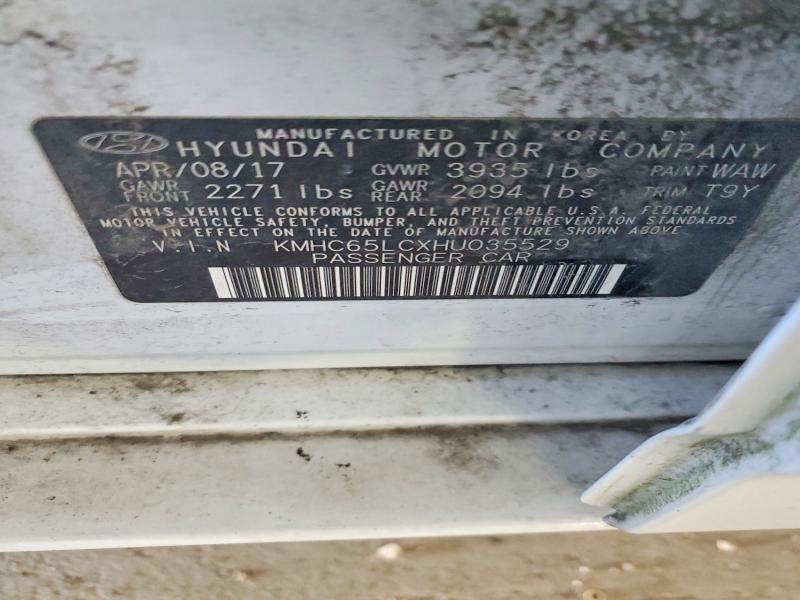 MANUFACTURED IN KOREA BY
HYUNDAI MOTOR COMPANY
APR/08/17 GVWR 3935 lbs PAINT WAW
GAWR FRONT 2271 lbs GAWR REAR 2094 lbs TRIM T9Y
THIS VEHICLE CONFORMS TO ALL APPLICABLE U.S.A. FEDERAL
MOTOR VEHICLE SAFETY, BUMPER, AND THEFT PREVENTION STANDARDS
IN EFFECT ON THE DATE OF MANUFACTURE SHOWN ABOVE
V.I.N KMHC65LCXHU035529
PASSENGER CAR